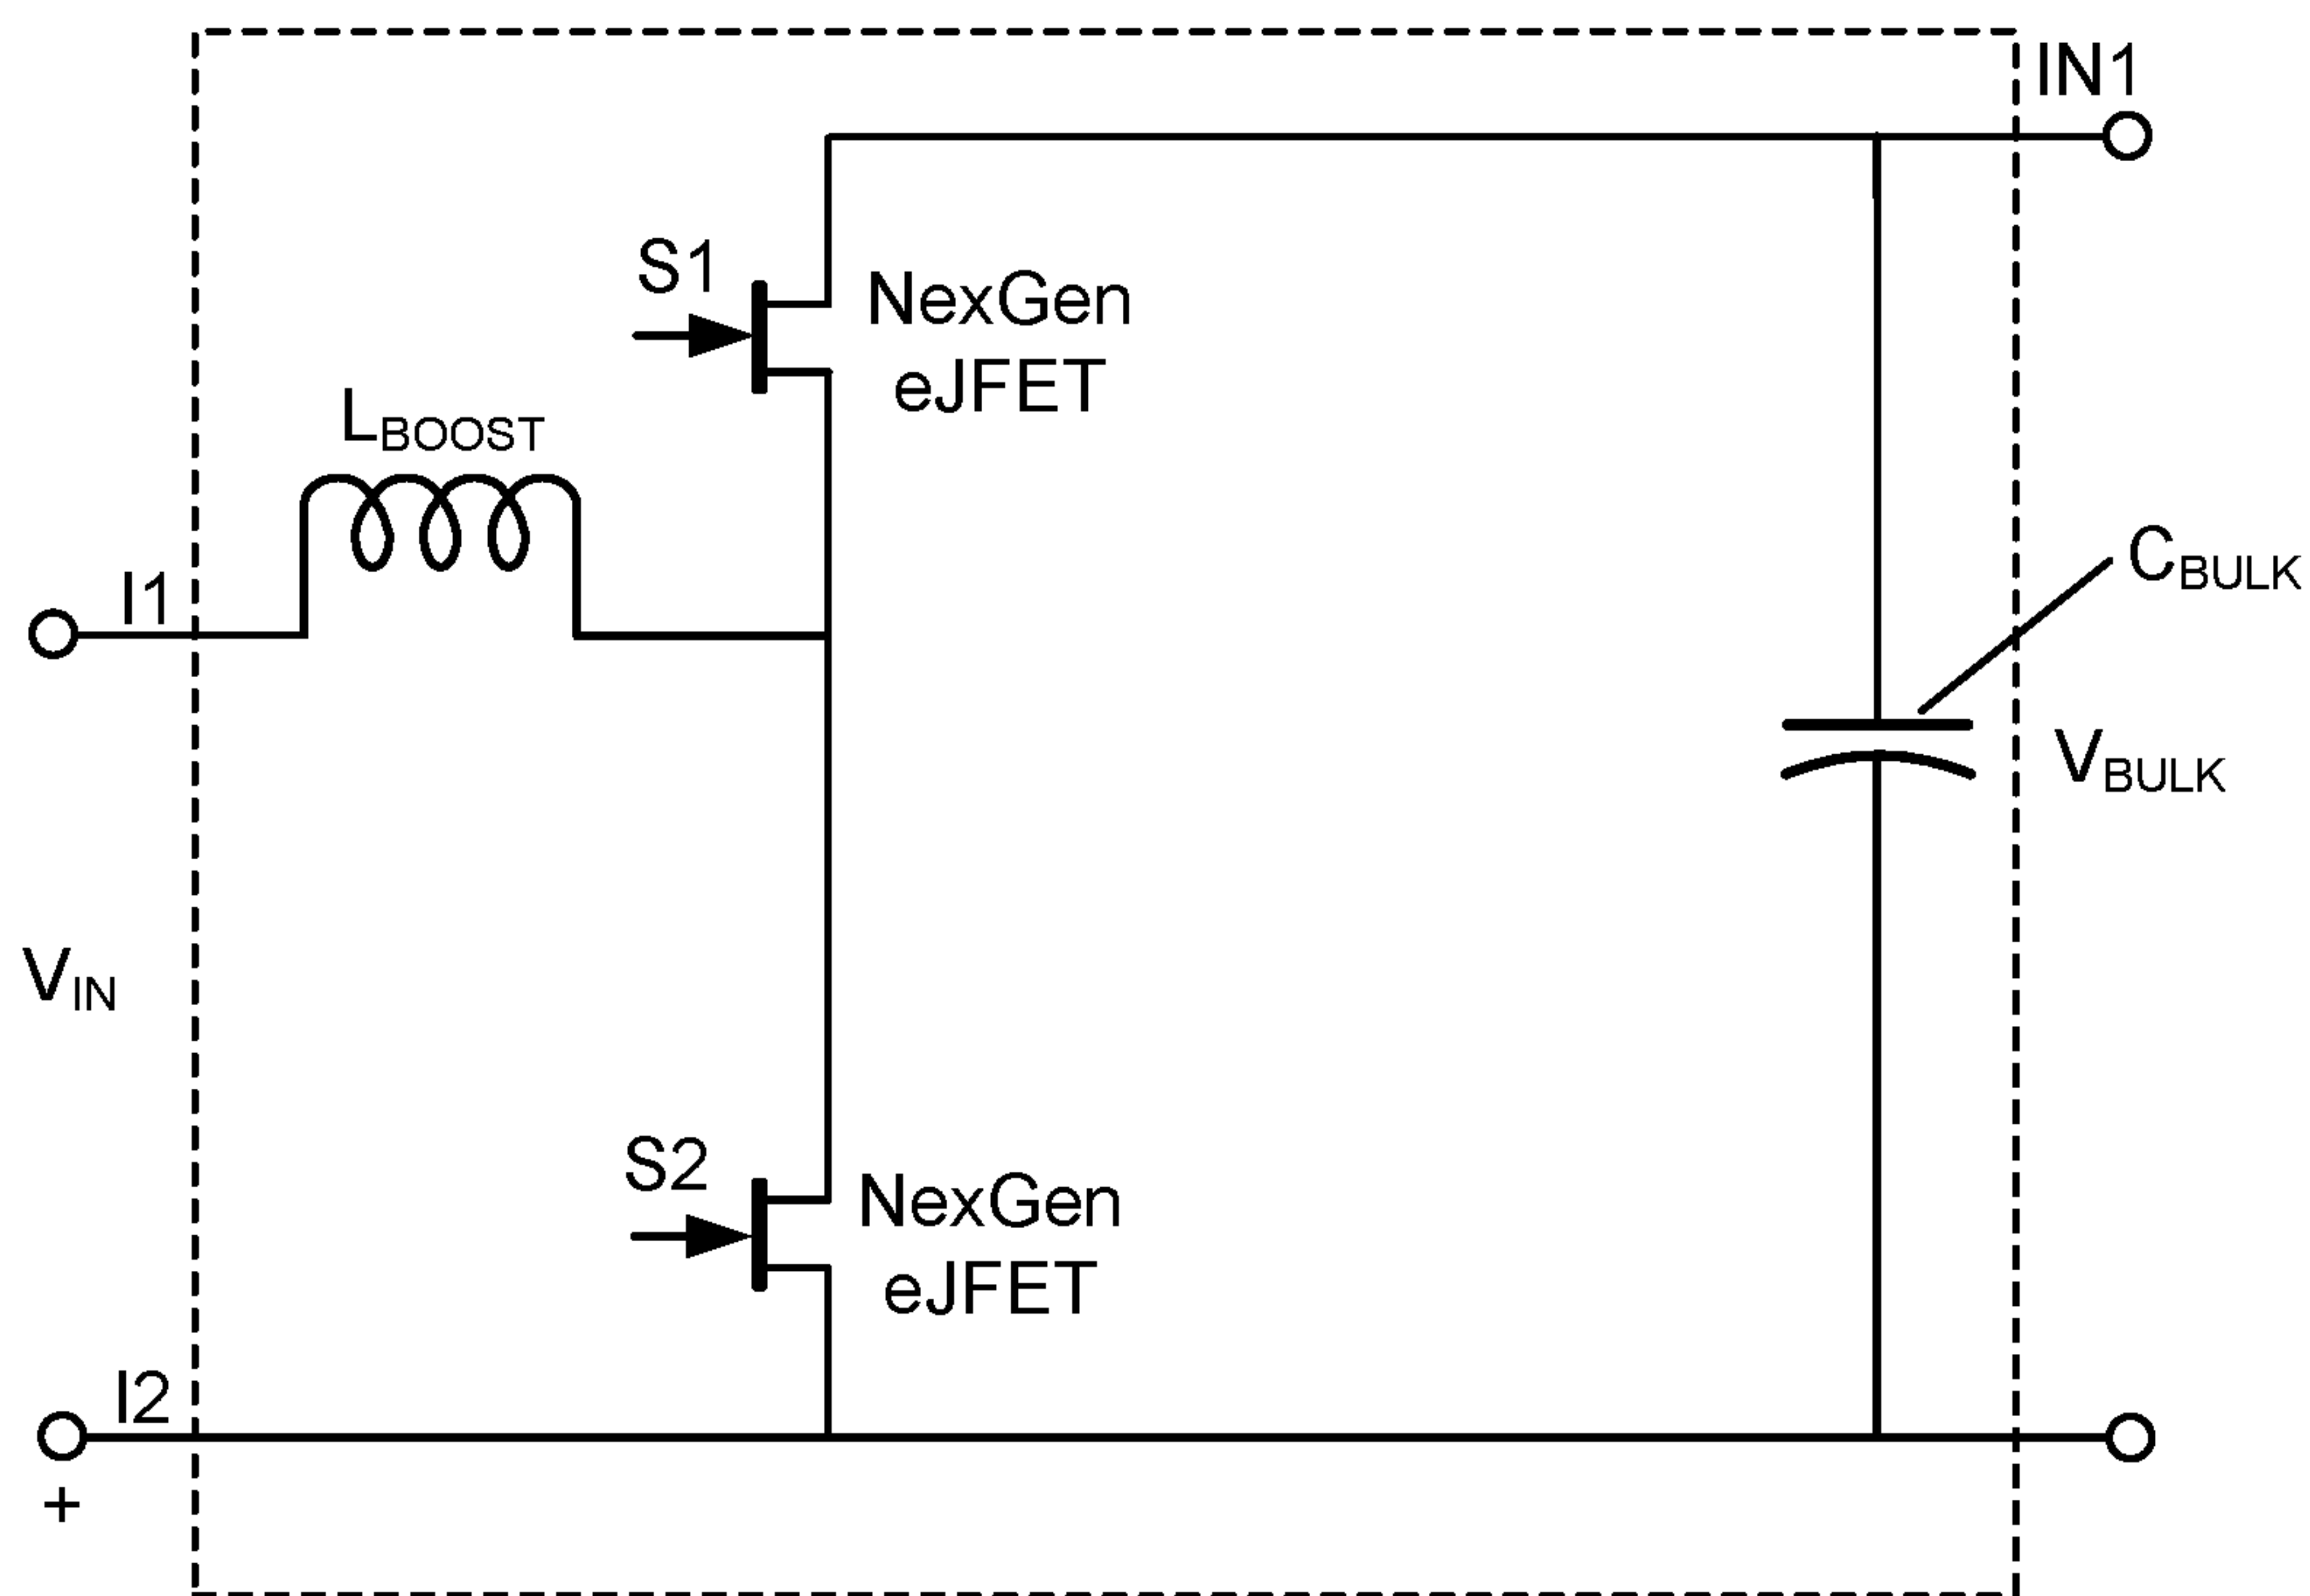 IN1
S1
NexGen
eJFET
LBOOST
CBULK
I1
VBULK
VIN
S2
NexGen
eJFET
I2
+